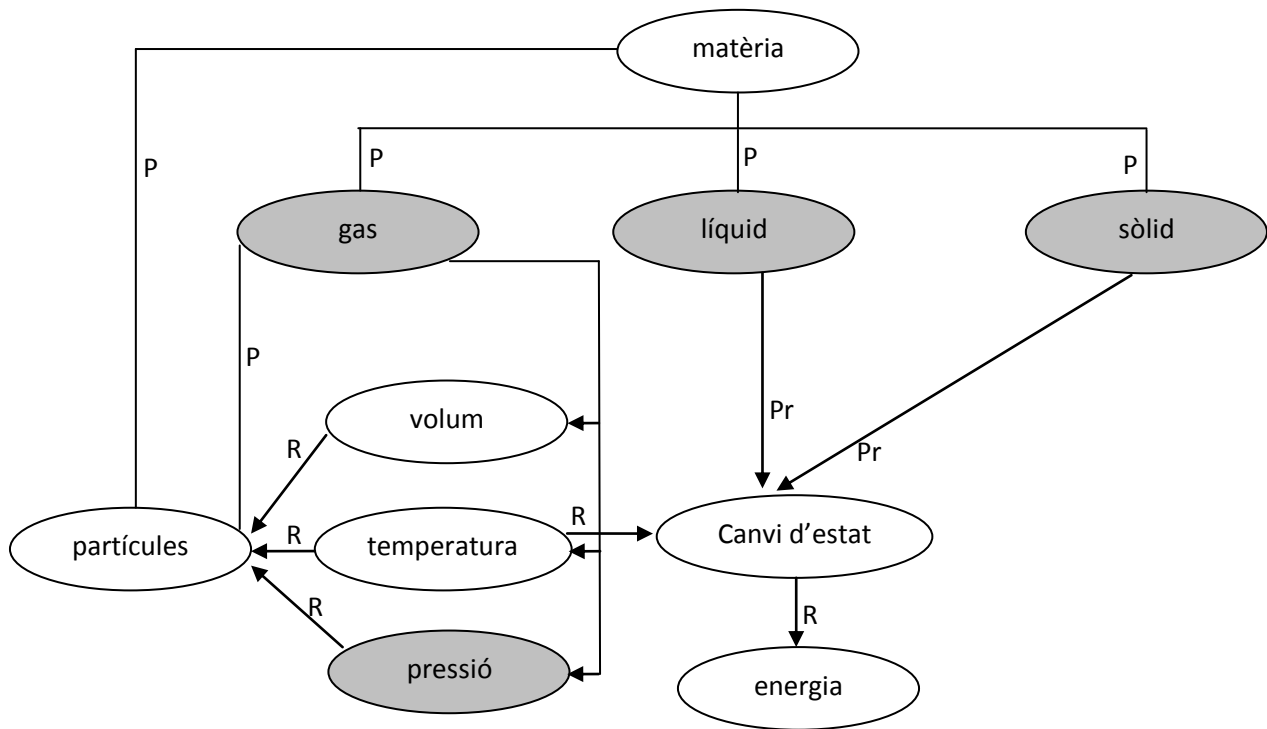 matèria
P
P
P
P
gas
líquid
sòlid
P
volum
Pr
R
Pr
partícules
R
temperatura
R
Canvi d’estat
R
R
pressió
energia